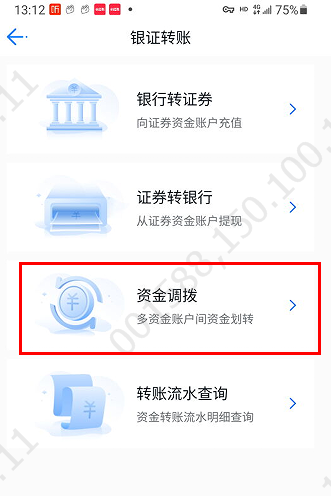 13:12
HD 4G 75%
银证转账
银行转证券
向证券资金账户充值
证券转银行
从证券资金账户提现
资金调拨
多资金账户间资金划转
转账流水查询
资金转账流水明细查询